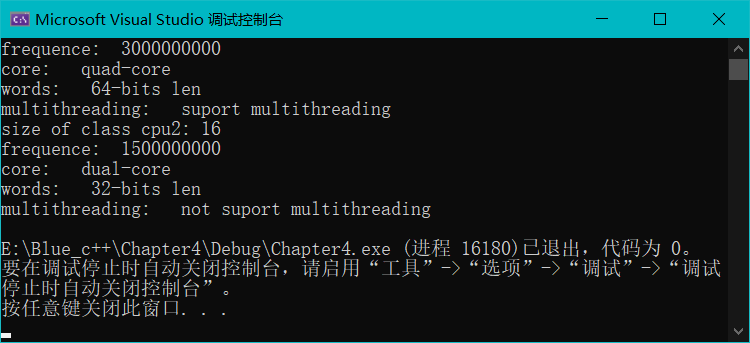 C:\
Microsoft Visual Studio 调试控制台
frequence:  3000000000
core:   quad-core
words:   64-bits len
multithreading:   suport multithreading
size of class cpu2: 16
frequence:  1500000000
core:   dual-core
words:   32-bits len
multithreading:   not suport multithreading
E:\Blue_c++\Chapter4\Debug\Chapter4.exe (进程 16180)已退出，代码为 0。
要在调试停止时自动关闭控制台，请启用“工具”->“选项”->“调试”->“调试
停止时自动关闭控制台”。
按任意键关闭此窗口. . .